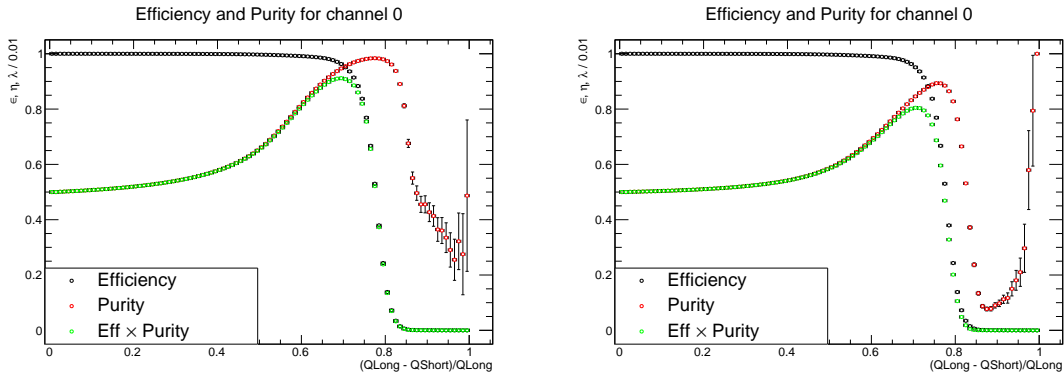 Efficiency and Purity for channel 0
ϵ, η, λ / 0.01
1
0.8
0.6
0.4
0.2
0
Efficiency
Purity
Eff × Purity
0 0.2 0.4 0.6 0.8 1
(QLong - QShort)/QLong
Efficiency and Purity for channel 0
ϵ, η, λ / 0.01
1
0.8
0.6
0.4
0.2
0
Efficiency
Purity
Eff × Purity
0 0.2 0.4 0.6 0.8 1
(QLong - QShort)/QLong